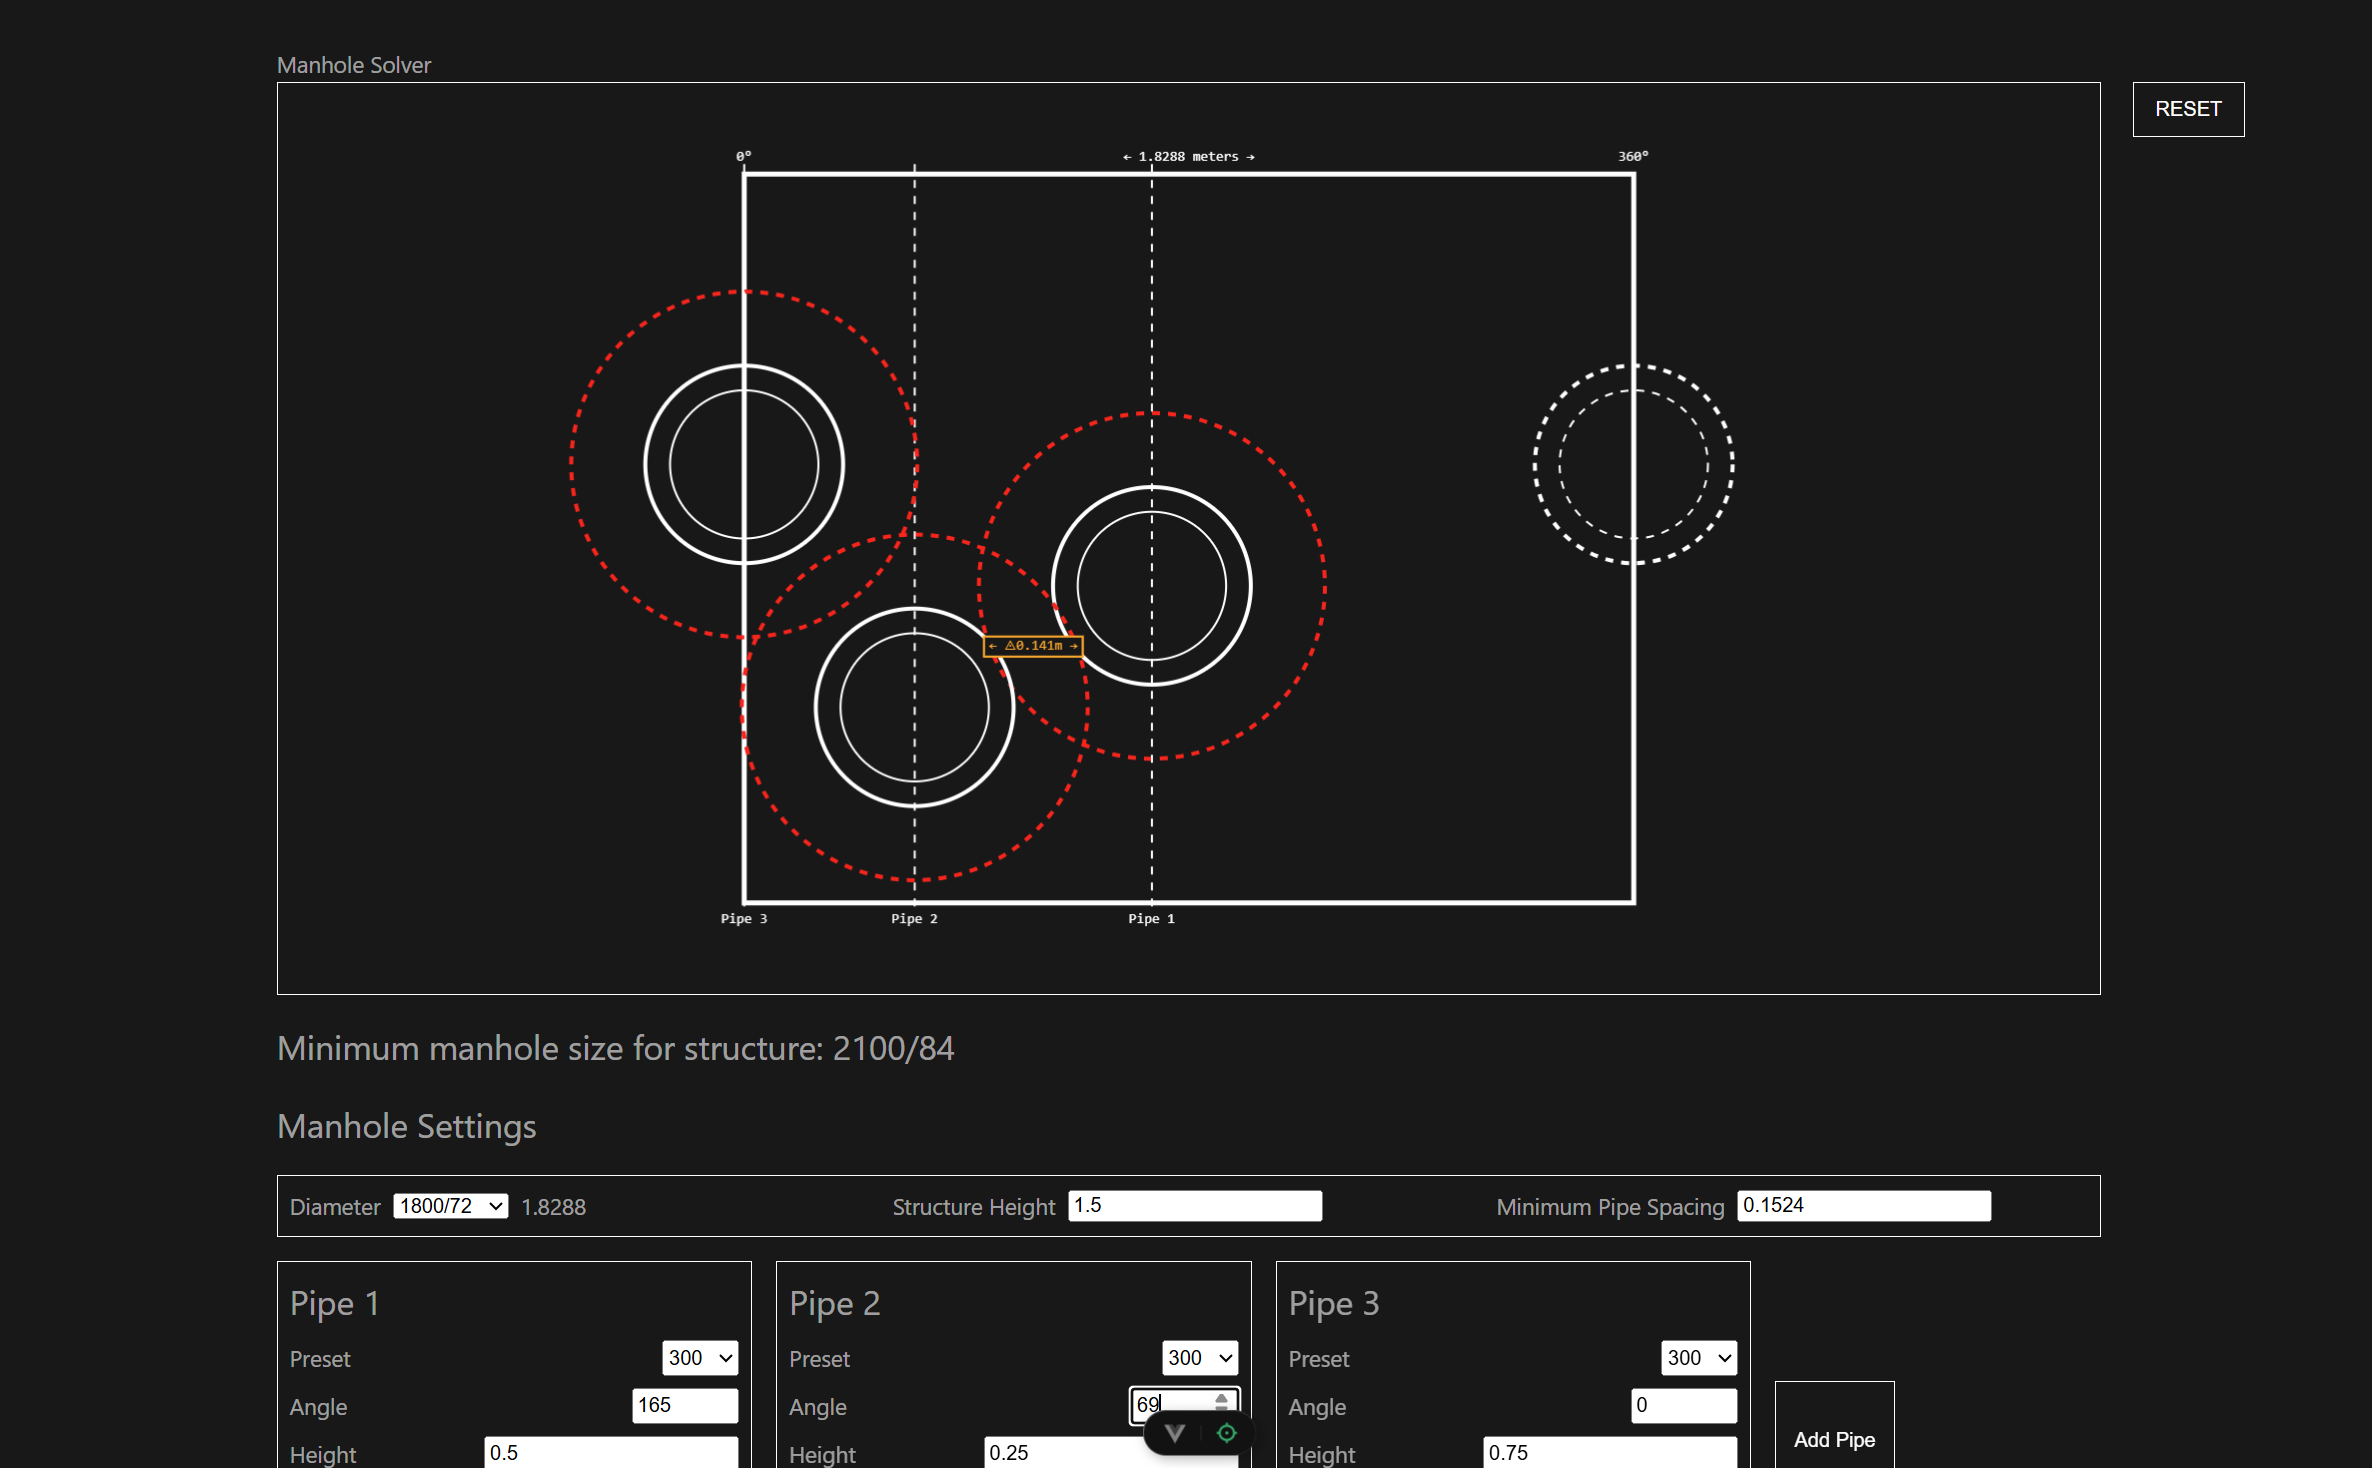 Manhole Solver
RESET
0° ← 1.8288 meters → 360°
← ⚠0.141m →
Pipe 3 Pipe 2 Pipe 1
Minimum manhole size for structure: 2100/84
Manhole Settings
Diameter 1800/72 1.8288 Structure Height 1.5 Minimum Pipe Spacing 0.1524
Pipe 1
Preset 300
Angle 165
Height 0.5
Pipe 2
Preset 300
Angle 69
Height 0.25
Pipe 3
Preset 300
Angle 0
Height 0.75
Add Pipe